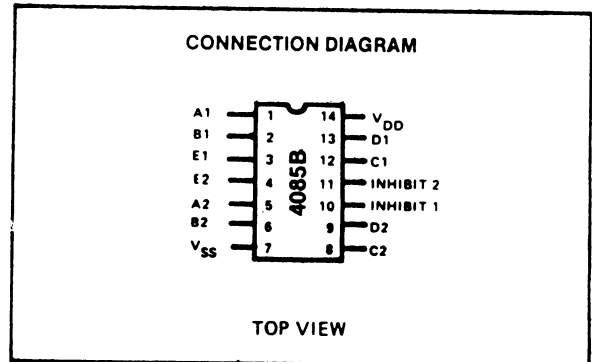 CONNECTION DIAGRAM
A1 1 14 VDD
B1 2 13 D1
E1 3 12 C1
E2 4 11 INHIBIT 2
A2 5 10 INHIBIT 1
B2 6 9 D2
VSS 7 8 C2
4085B
TOP VIEW